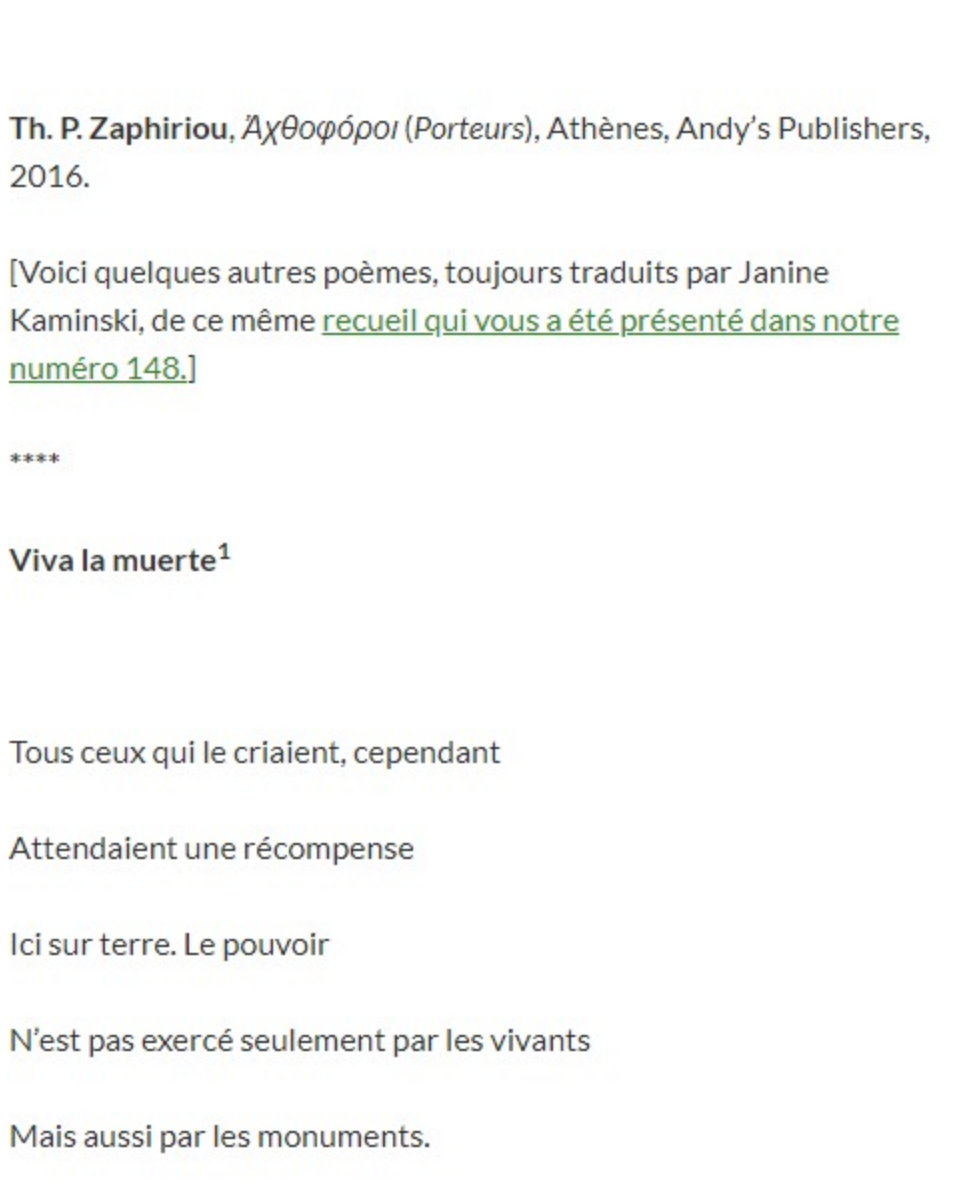 Th. P. Zaphiriou, Ἀχθοφόροι (Porteurs), Athènes, Andy’s Publishers,
2016.
[Voici quelques autres poèmes, toujours traduits par Janine
Kaminski, de ce même recueil qui vous a été présenté dans notre
numéro 148.]
****
Viva la muerte¹
Tous ceux qui le criaient, cependant
Attendaient une récompense
Ici sur terre. Le pouvoir
N’est pas exercé seulement par les vivants
Mais aussi par les monuments.